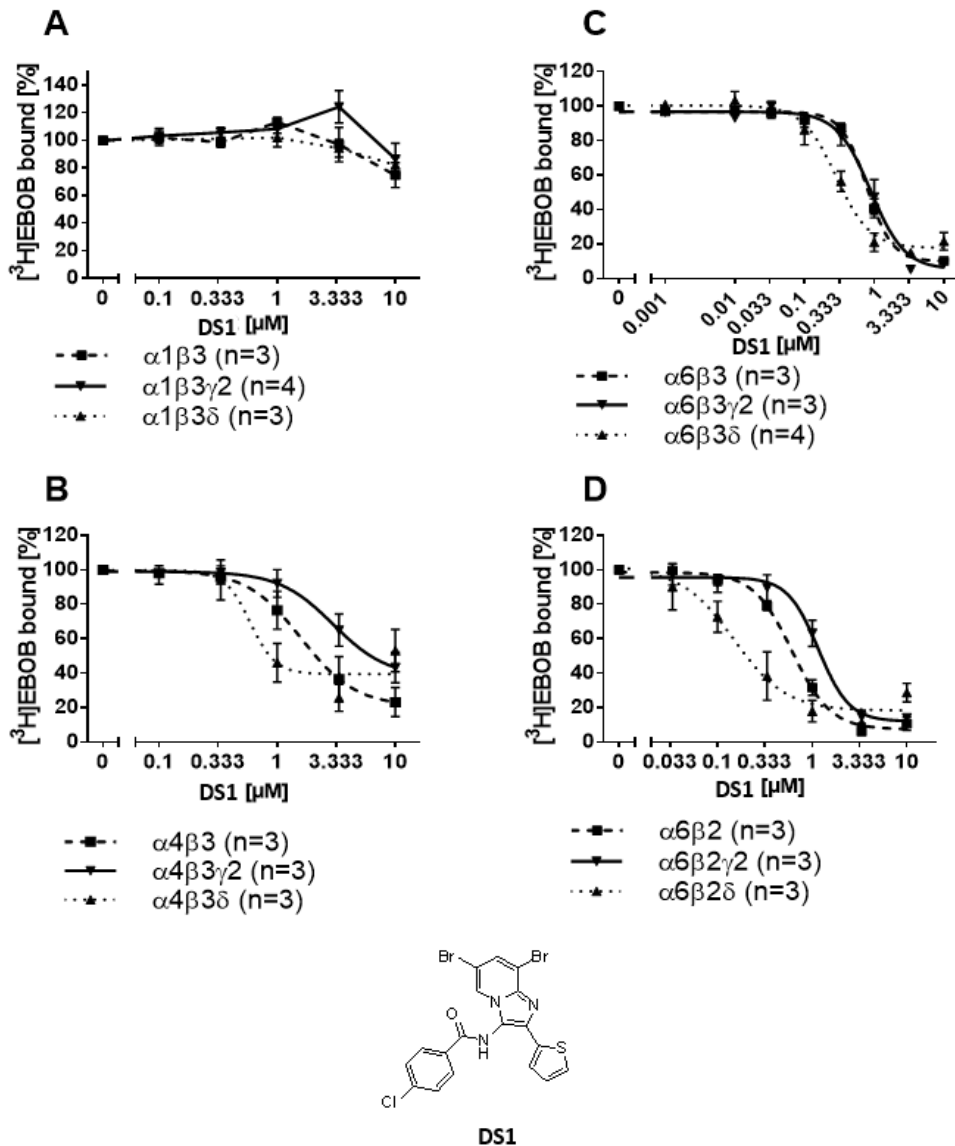 A
[³H]EBOB bound [%]
140
120
100
80
60
40
20
0
0 0.1 0.333 1 3.333 10
DS1 [µM]
α1β3 (n=3)
α1β3γ2 (n=4)
α1β3δ (n=3)
C
[³H]EBOB bound [%]
120
100
80
60
40
20
0
0 0.001 0.01 0.033 0.1 0.333 1 3.333 10
DS1 [µM]
α6β3 (n=3)
α6β3γ2 (n=3)
α6β3δ (n=4)
B
[³H]EBOB bound [%]
120
100
80
60
40
20
0
0 0.1 0.333 1 3.333 10
DS1 [µM]
α4β3 (n=3)
α4β3γ2 (n=3)
α4β3δ (n=3)
D
[³H]EBOB bound [%]
120
100
80
60
40
20
0
0 0.033 0.1 0.333 1 3.333 10
DS1 [µM]
α6β2 (n=3)
α6β2γ2 (n=3)
α6β2δ (n=3)
Br Br
N N
O
N
H
S
Cl
DS1